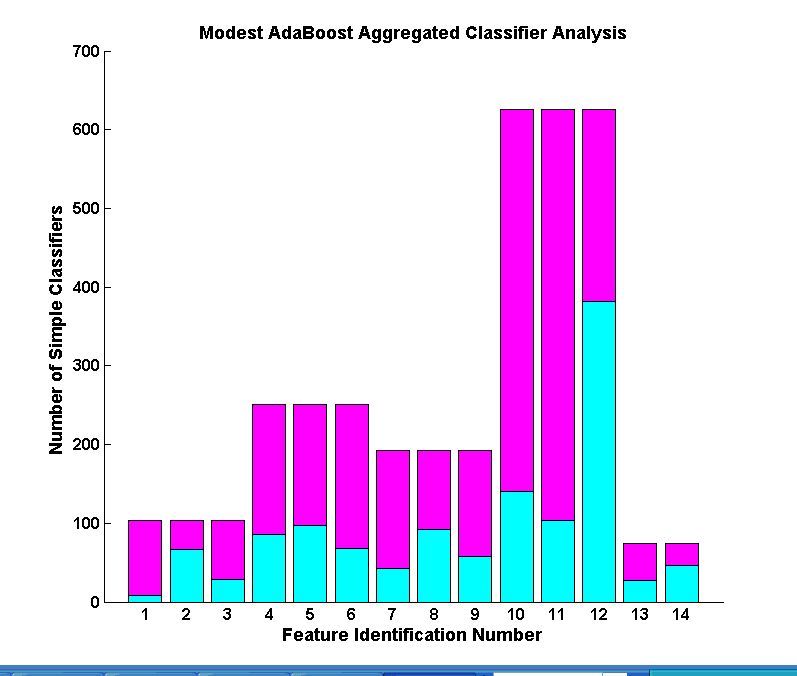 Modest AdaBoost Aggregated Classifier Analysis
700
600
500
400
300
200
100
0
Number of Simple Classifiers
1 2 3 4 5 6 7 8 9 10 11 12 13 14
Feature Identification Number